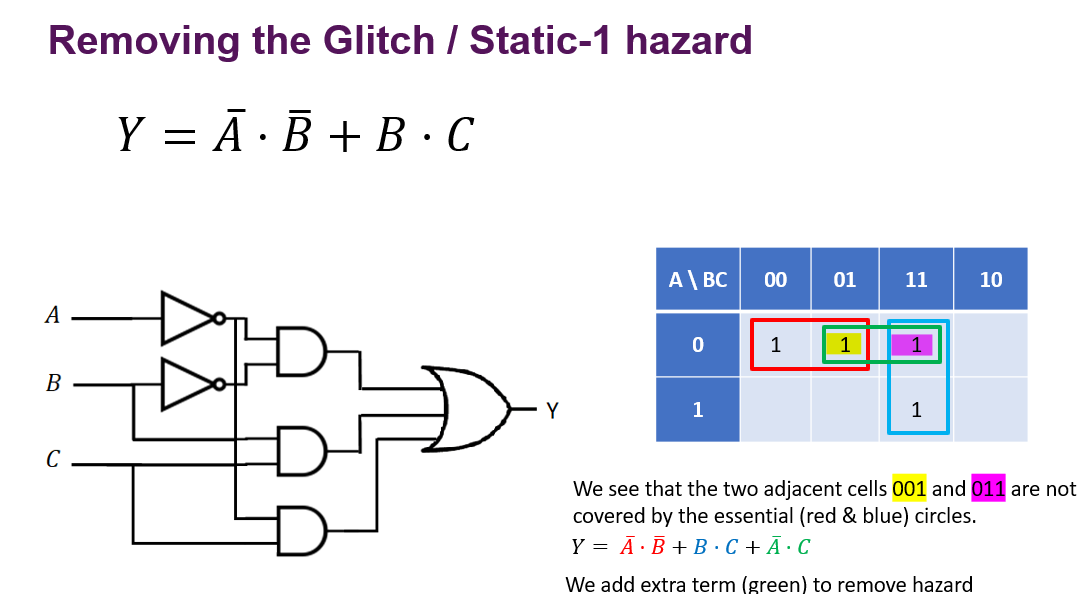 Removing the Glitch / Static-1 hazard
Y = A̅ · B̅ + B · C
A
B
C
Y
A \ BC 00 01 11 10
0 1 1 1
1 1
We see that the two adjacent cells 001 and 011 are not
covered by the essential (red & blue) circles.
Y = A̅ · B̅ + B · C + A̅ · C
We add extra term (green) to remove hazard